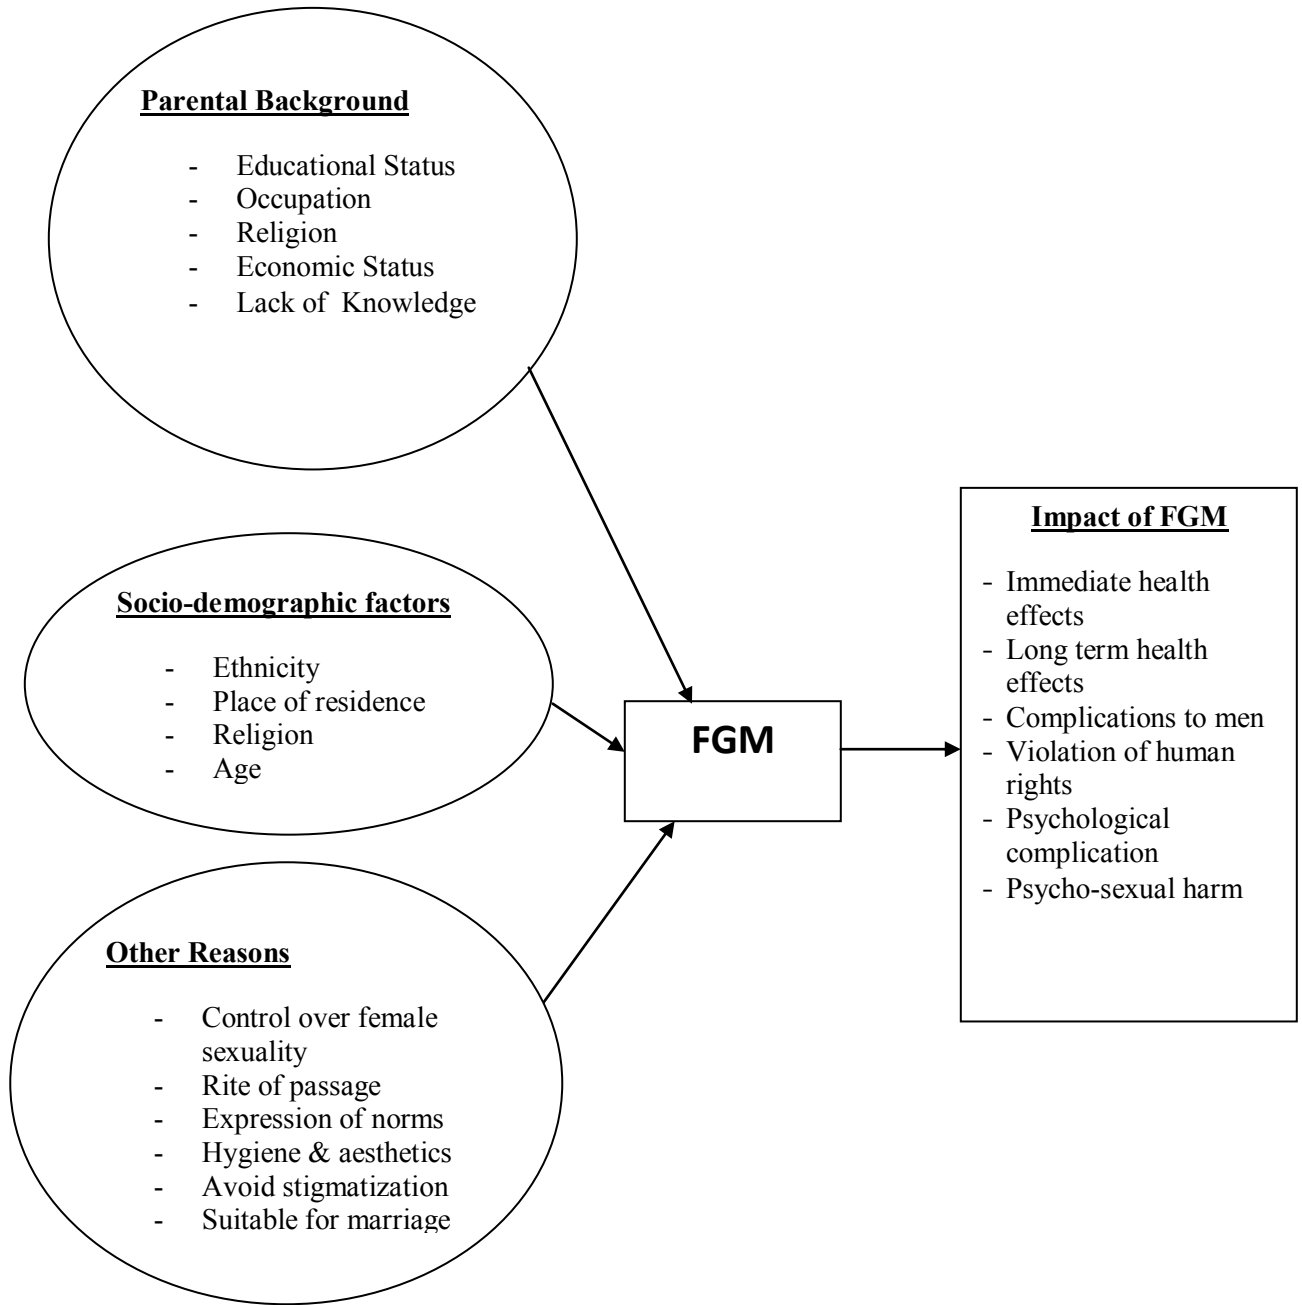 Parental Background
- Educational Status
- Occupation
- Religion
- Economic Status
- Lack of Knowledge
Socio-demographic factors
- Ethnicity
- Place of residence
- Religion
- Age
Other Reasons
- Control over female
sexuality
- Rite of passage
- Expression of norms
- Hygiene & aesthetics
- Avoid stigmatization
- Suitable for marriage
FGM
Impact of FGM
- Immediate health
effects
- Long term health
effects
- Complications to men
- Violation of human
rights
- Psychological
complication
- Psycho-sexual harm